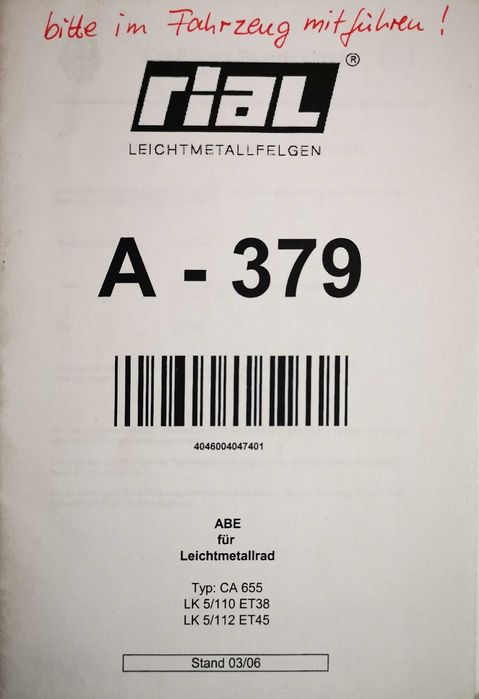 bitte im Fahrzeug mitführen !
rial ®
LEICHTMETALLFELGEN
A - 379
4046004047401
ABE
für
Leichtmetallrad
Typ: CA 655
LK 5/110 ET38
LK 5/112 ET45
Stand 03/06